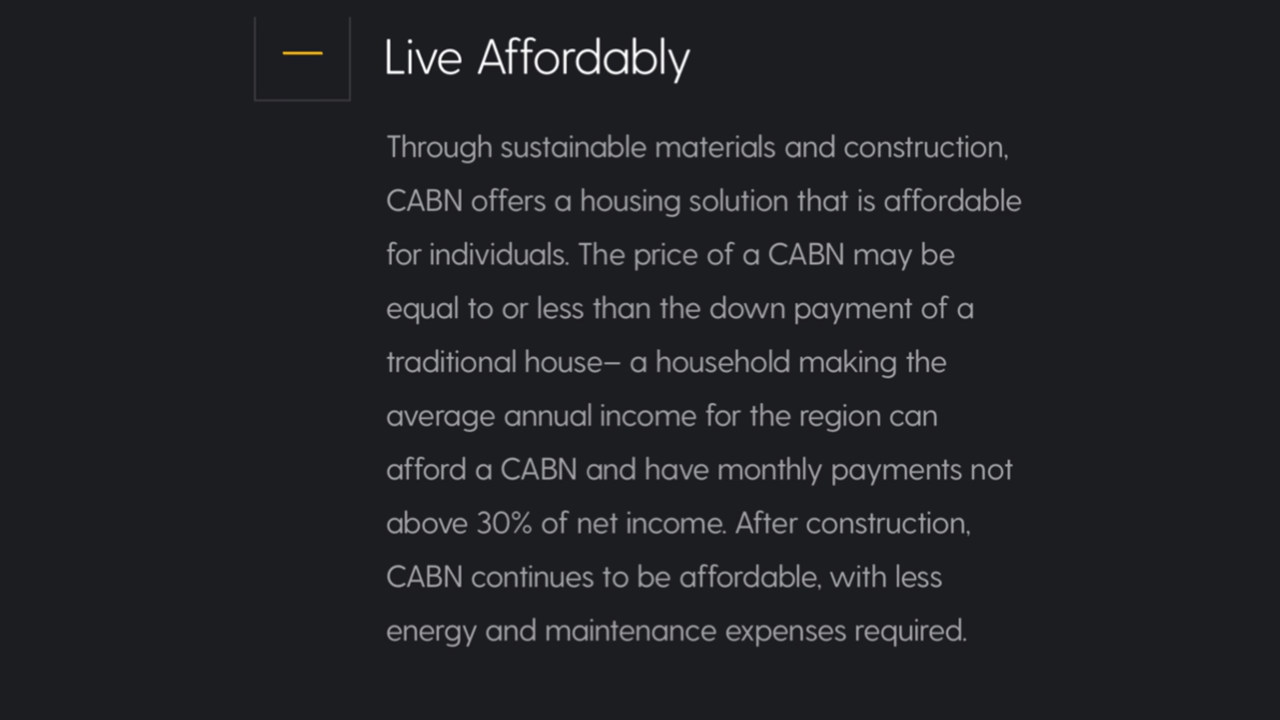 Live Affordably
Through sustainable materials and construction,
CABN offers a housing solution that is affordable
for individuals. The price of a CABN may be
equal to or less than the down payment of a
traditional house– a household making the
average annual income for the region can
afford a CABN and have monthly payments not
above 30% of net income. After construction,
CABN continues to be affordable, with less
energy and maintenance expenses required.